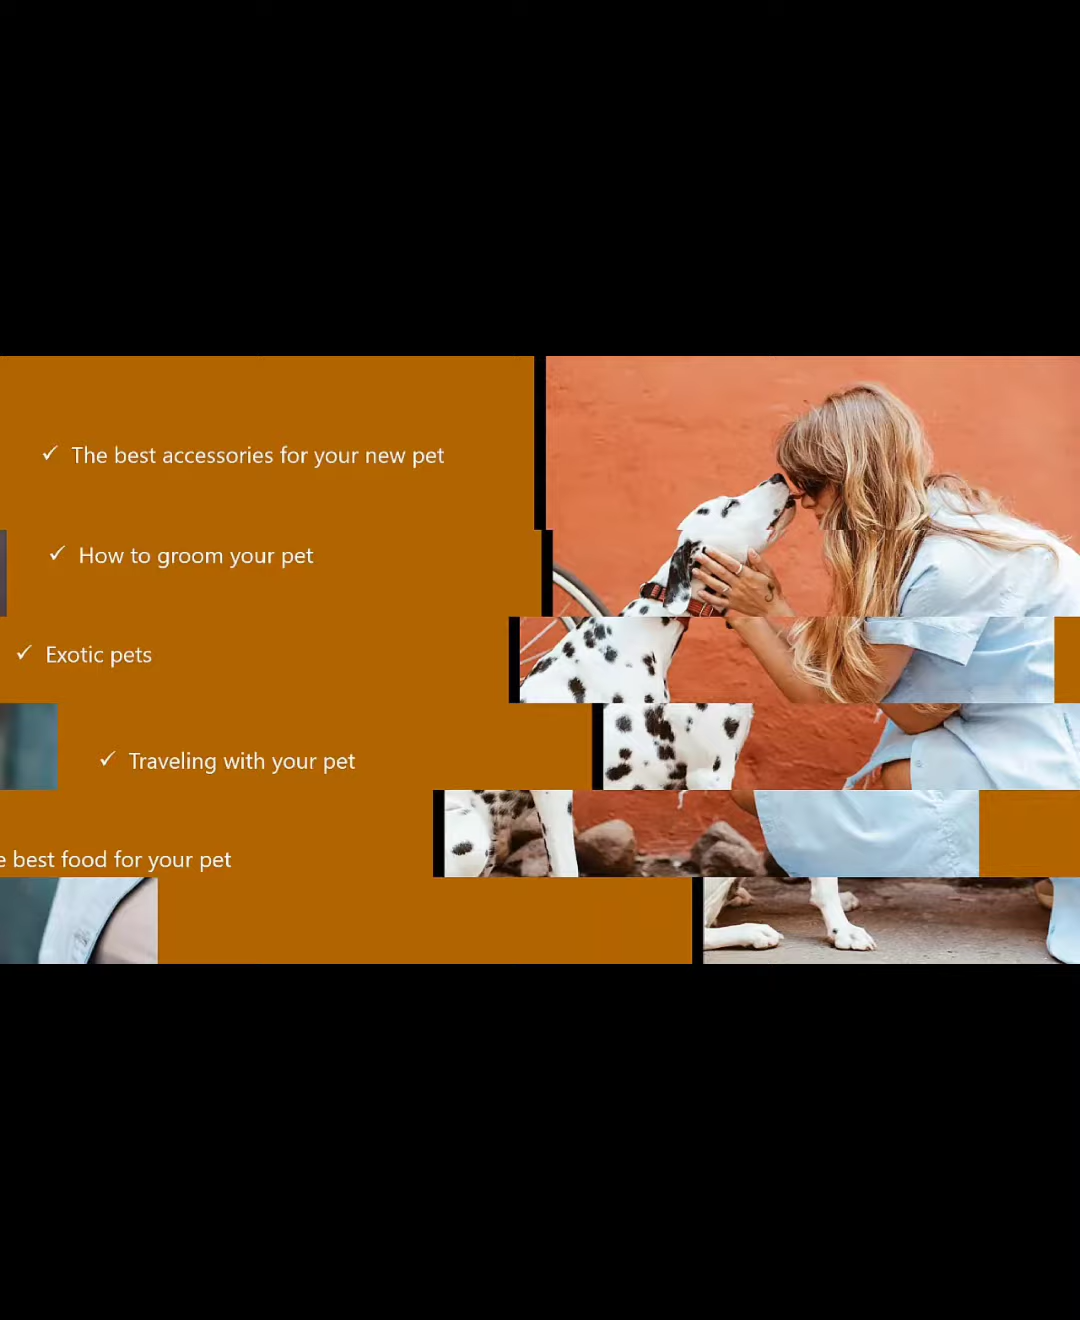 ✓ The best accessories for your new pet
✓ How to groom your pet
✓ Exotic pets
✓ Traveling with your pet
best food for your pet